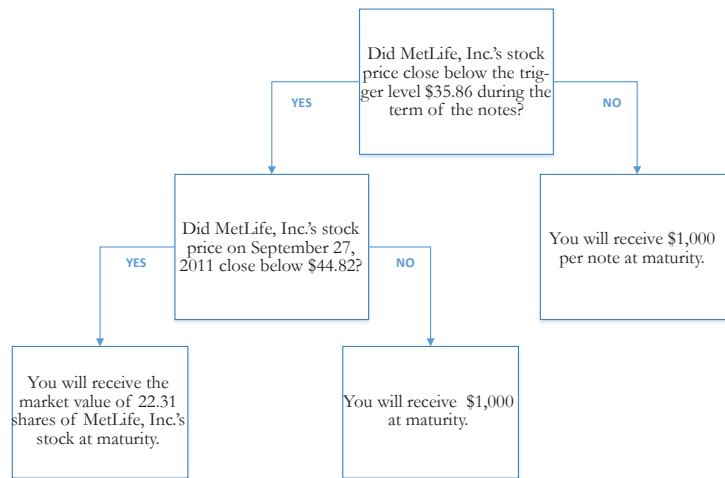 Did MetLife, Inc.'s stock
price close below the trig-
ger level $35.86 during the
term of the notes?
YES
NO
Did MetLife, Inc.'s stock
price on September 27,
2011 close below $44.82?
You will receive $1,000
per note at maturity.
YES
NO
You will receive the
market value of 22.31
shares of MetLife, Inc.'s
stock at maturity.
You will receive $1,000
at maturity.